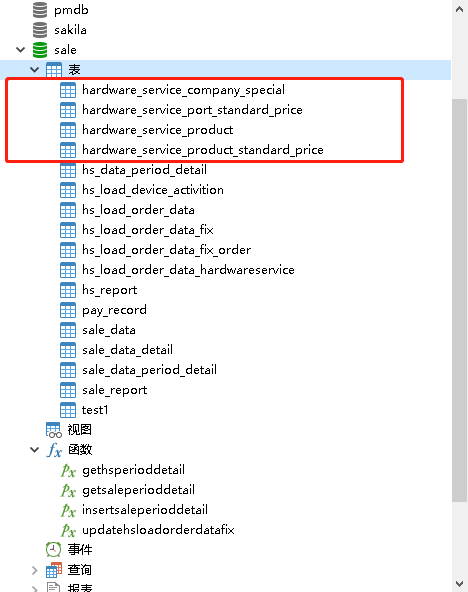 pmdb
sakila
sale
表
hardware_service_company_special
hardware_service_port_standard_price
hardware_service_product
hardware_service_product_standard_price
hs_data_period_detail
hs_load_device_activition
hs_load_order_data
hs_load_order_data_fix
hs_load_order_data_fix_order
hs_load_order_data_hardwareservice
hs_report
pay_record
sale_data
sale_data_detail
sale_data_period_detail
sale_report
test1
视图
函数
gethsperioddetail
getsaleperioddetail
insertsaleperioddetail
updatehsloadorderdatafix
事件
查询
报表